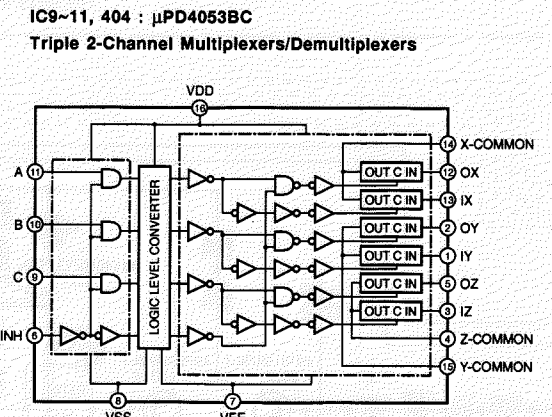 IC9~11, 404 : µPD4053BC
Triple 2-Channel Multiplexers/Demultiplexers
VDD
16
A 11
B 10
C 9
INH 6
LOGIC LEVEL CONVERTER
OUT C IN
OUT C IN
OUT C IN
OUT C IN
OUT C IN
OUT C IN
14 X-COMMON
12 OX
13 IX
2 OY
1 IY
5 OZ
3 IZ
4 Z-COMMON
15 Y-COMMON
8
VSS
7
VEE